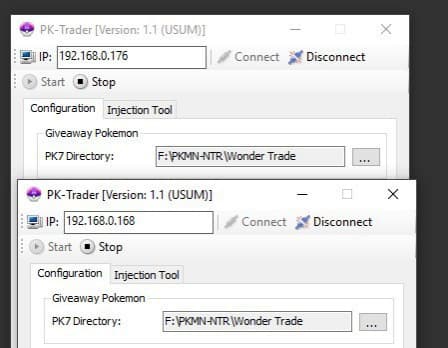 PK-Trader [Version: 1.1 (USUM)]
IP: 192.168.0.176 Connect Disconnect
Start Stop
Configuration Injection Tool
Giveaway Pokemon
PK7 Directory: F:\PKMN-NTR\Wonder Trade ...
PK-Trader [Version: 1.1 (USUM)]
IP: 192.168.0.168 Connect Disconnect
Start Stop
Configuration Injection Tool
Giveaway Pokemon
PK7 Directory: F:\PKMN-NTR\Wonder Trade ...